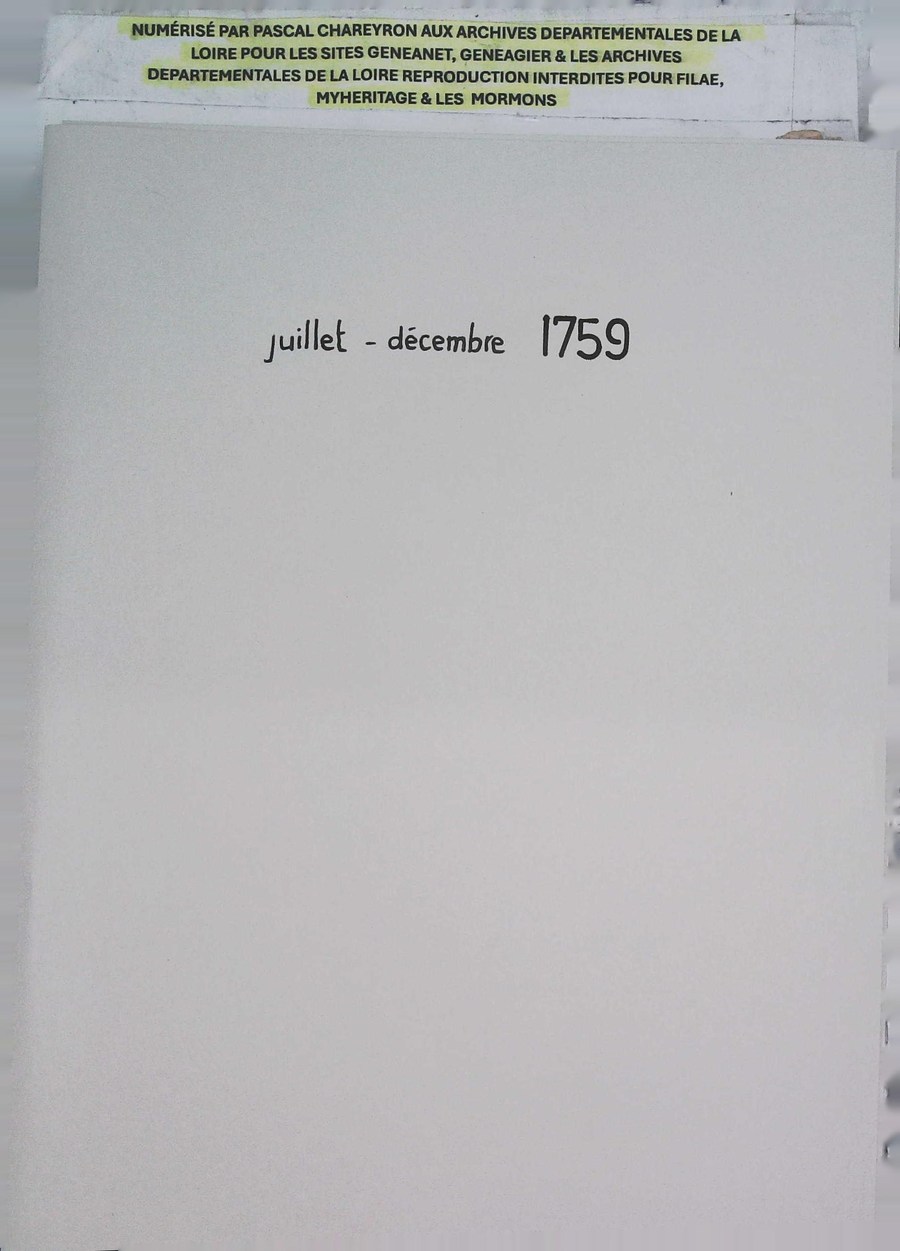 NUMÉRISÉ PAR PASCAL CHAREYRON AUX ARCHIVES DEPARTEMENTALES DE LA
LOIRE POUR LES SITES GENEANET, GENEAGIER & LES ARCHIVES
DEPARTEMENTALES DE LA LOIRE REPRODUCTION INTERDITES POUR FILAE,
MYHERITAGE & LES MORMONS
juillet - décembre 1759